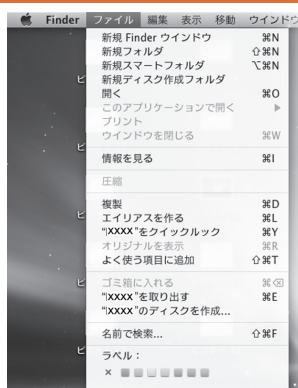 Finder ファイル 編集 表示 移動 ウインドウ
新規 Finder ウインドウ ⌘N
新規フォルダ ⇧⌘N
新規スマートフォルダ ⌥⌘N
新規ディスク作成フォルダ
開く ⌘O
このアプリケーションで開く ▶
プリント
ウインドウを閉じる ⌘W
情報を見る ⌘I
圧縮
複製 ⌘D
エイリアスを作る ⌘L
"XXXX"をクイックルック ⌘Y
オリジナルを表示 ⌘R
よく使う項目に追加 ⇧⌘T
ゴミ箱に入れる ⌘⌫
"XXXX"を取り出す ⌘E
"XXXX"のディスクを作成...
名前で検索... ⇧⌘F
ラベル：
×
ビ
ビ
ビ
ビ
ビ